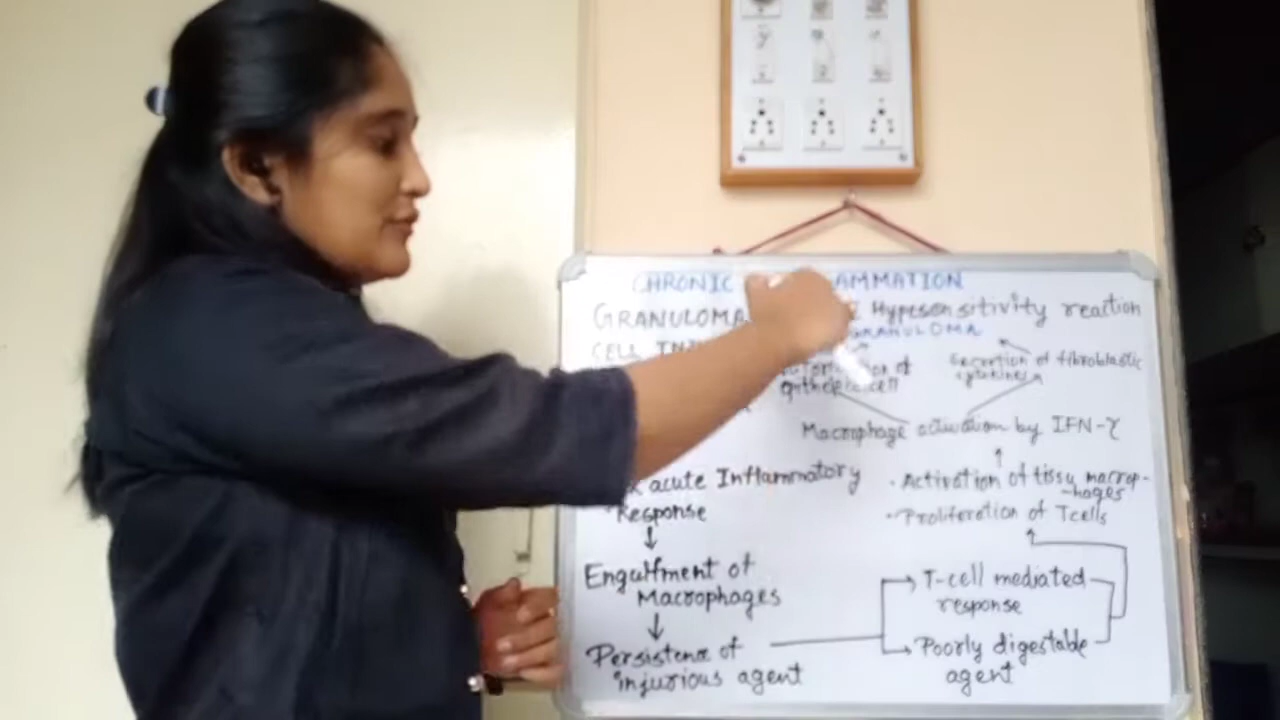 CHRONIC AMMATION
GRANULOMA Hypersensitivity reaction
GRANULOMA
CELL
Secretion of fibroblastic
cytokines
Macrophage activation by IFN-γ
acute Inflammatory
Response
· Activation of tissu macrop-
-hages
· Proliferation of Tcells
Engulfment of
Macrophages
Persistence of
injurious agent
T-cell mediated
response
Poorly digestable
agent